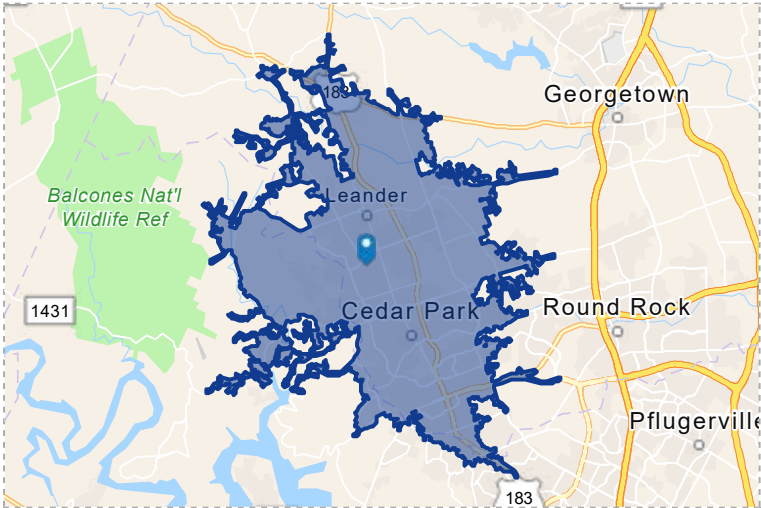 183
Georgetown
Balcones Nat'l
Wildlife Ref
Leander
1431
Cedar Park
Round Rock
Pflugerville
183